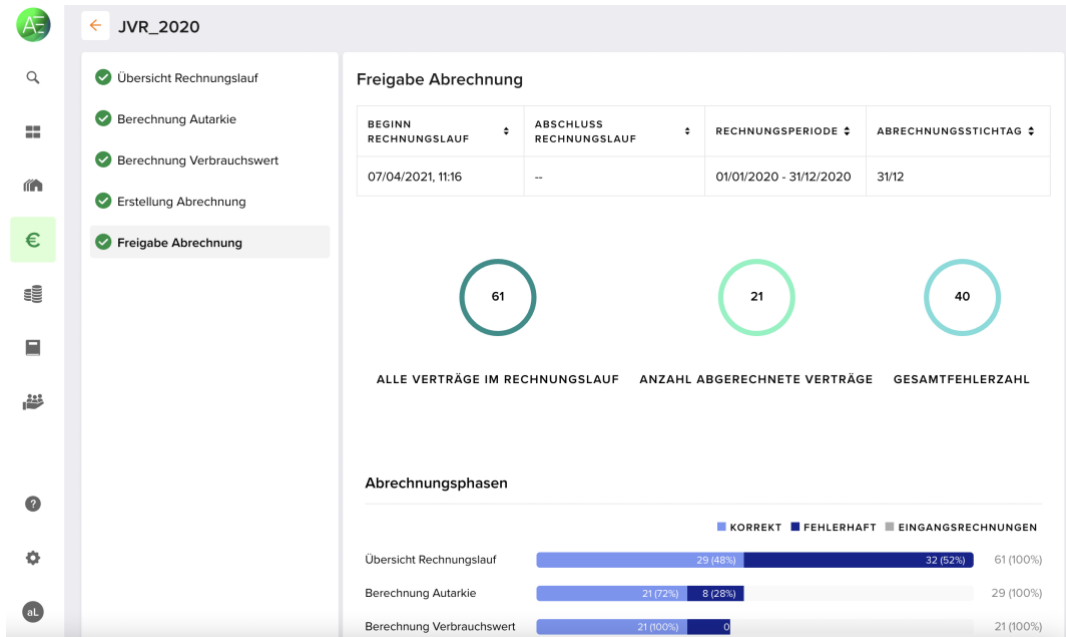 AE
JVR_2020
Übersicht Rechnungslauf
Berechnung Autarkie
Berechnung Verbrauchswert
Erstellung Abrechnung
Freigabe Abrechnung
€
?
aL
Freigabe Abrechnung
BEGINN RECHNUNGSLAUF
ABSCHLUSS RECHNUNGSLAUF
RECHNUNGSPERIODE
ABRECHNUNGSSTICHTAG
07/04/2021, 11:16
--
01/01/2020 - 31/12/2020
31/12
61
21
40
ALLE VERTRÄGE IM RECHNUNGSLAUF
ANZAHL ABGERECHNETE VERTRÄGE
GESAMTFEHLERZAHL
Abrechnungsphasen
KORREKT FEHLERHAFT EINGANGSRECHNUNGEN
Übersicht Rechnungslauf 29 (48%) 32 (52%) 61 (100%)
Berechnung Autarkie 21 (72%) 8 (28%) 29 (100%)
Berechnung Verbrauchswert 21 (100%) 0 21 (100%)